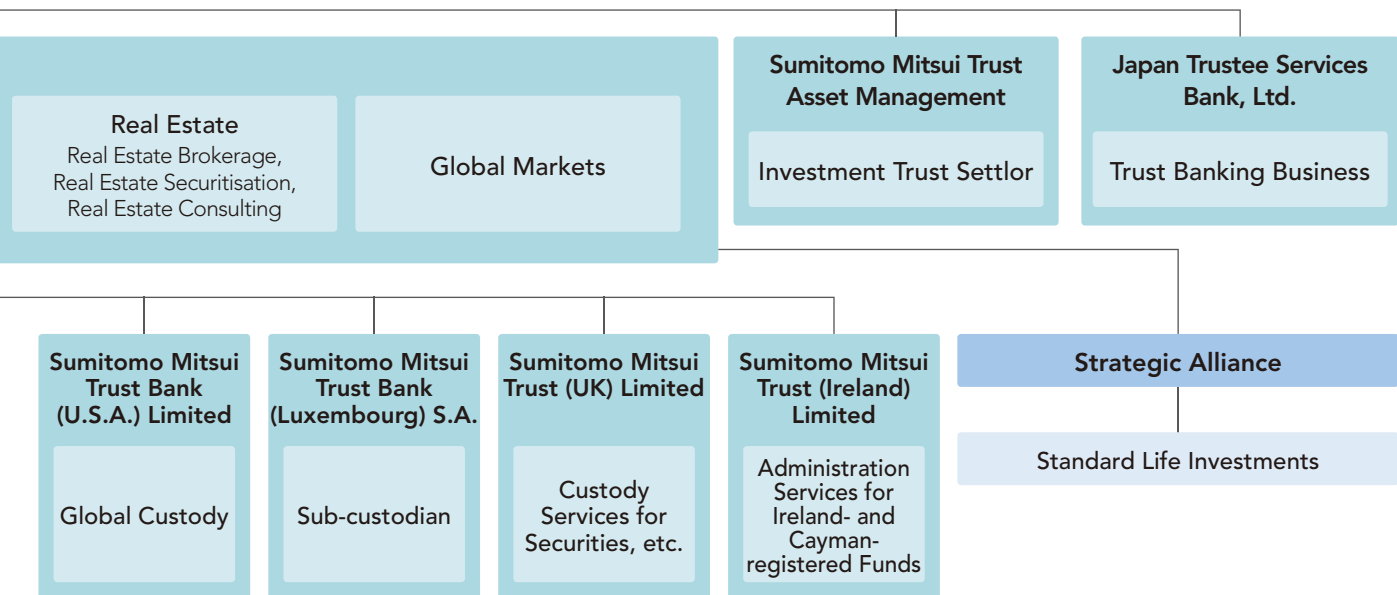 Real Estate
Real Estate Brokerage,
Real Estate Securitisation,
Real Estate Consulting
Global Markets
Sumitomo Mitsui Trust
Asset Management
Investment Trust Settlor
Japan Trustee Services
Bank, Ltd.
Trust Banking Business
Sumitomo Mitsui
Trust Bank
(U.S.A.) Limited
Global Custody
Sumitomo Mitsui
Trust Bank
(Luxembourg) S.A.
Sub-custodian
Sumitomo Mitsui
Trust (UK) Limited
Custody
Services for
Securities, etc.
Sumitomo Mitsui
Trust (Ireland)
Limited
Administration
Services for
Ireland- and
Cayman-
registered Funds
Strategic Alliance
Standard Life Investments